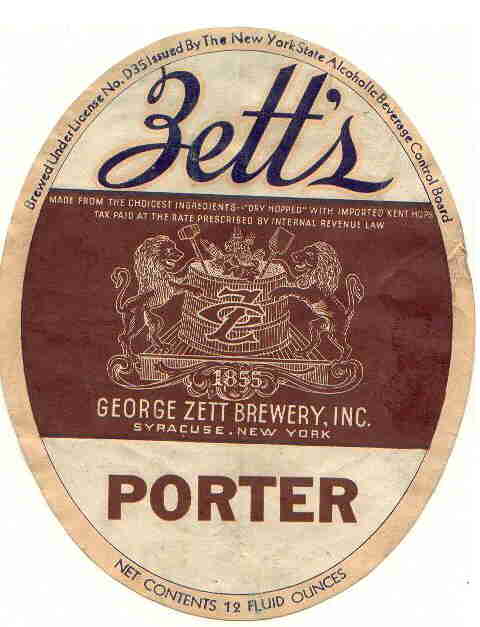 Brewed Under License No. D35 Issued By The New York State Alcoholic Beverage Control Board
Zett's
MADE FROM THE CHOICEST INGREDIENTS--"DRY HOPPED" WITH IMPORTED KENT HOPS
TAX PAID AT THE RATE PRESCRIBED BY INTERNAL REVENUE LAW
GZ
1855
GEORGE ZETT BREWERY, INC.
SYRACUSE. NEW YORK
PORTER
NET CONTENTS 12 FLUID OUNCES